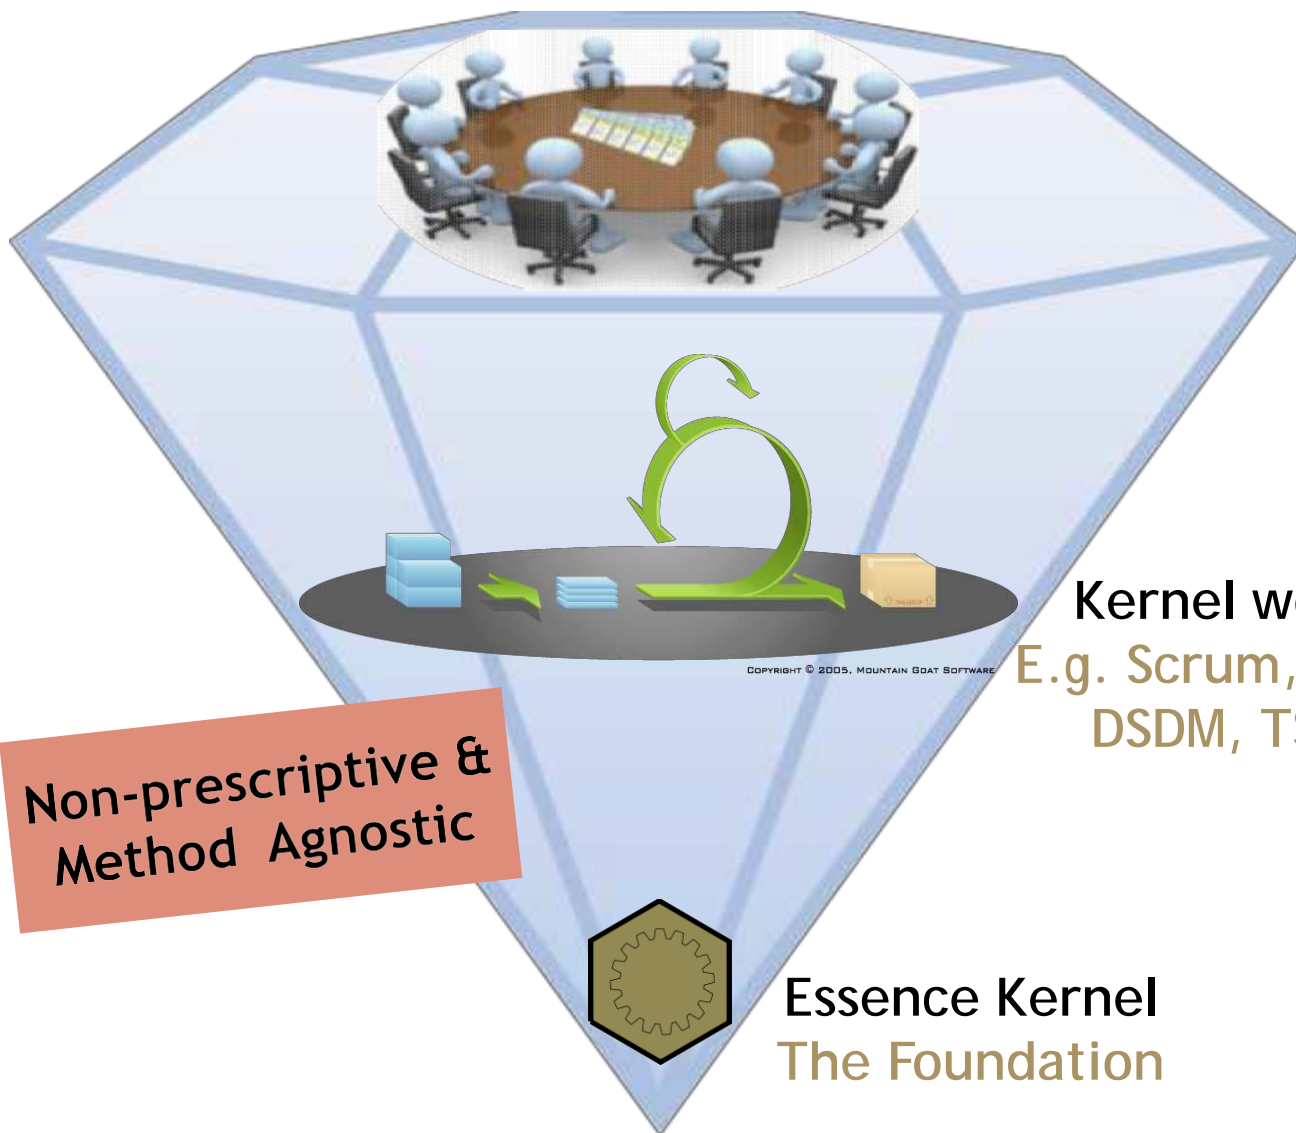 Kernel
COPYRIGHT © 2005, MOUNTAIN GOAT SOFTWARE
E.g. Scrum,
DSDM,
Non-prescriptive &
Method Agnostic
Essence Kernel
The Foundation